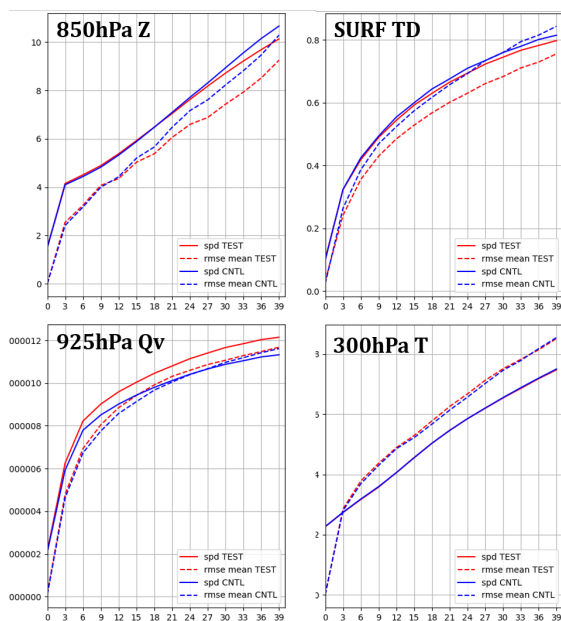 850hPa Z
10
8
6
4
2
0
spd TEST
rmse mean TEST
spd CNTL
rmse mean CNTL
0 3 6 9 12 15 18 21 24 27 30 33 36 39
SURF TD
0.8
0.6
0.4
0.2
0.0
spd TEST
rmse mean TEST
spd CNTL
rmse mean CNTL
0 3 6 9 12 15 18 21 24 27 30 33 36 39
925hPa Qv
000012
000010
000008
000006
000004
000002
000000
spd TEST
rmse mean TEST
spd CNTL
rmse mean CNTL
0 3 6 9 12 15 18 21 24 27 30 33 36 39
300hPa T
4
2
spd TEST
rmse mean TEST
spd CNTL
rmse mean CNTL
0 3 6 9 12 15 18 21 24 27 30 33 36 39